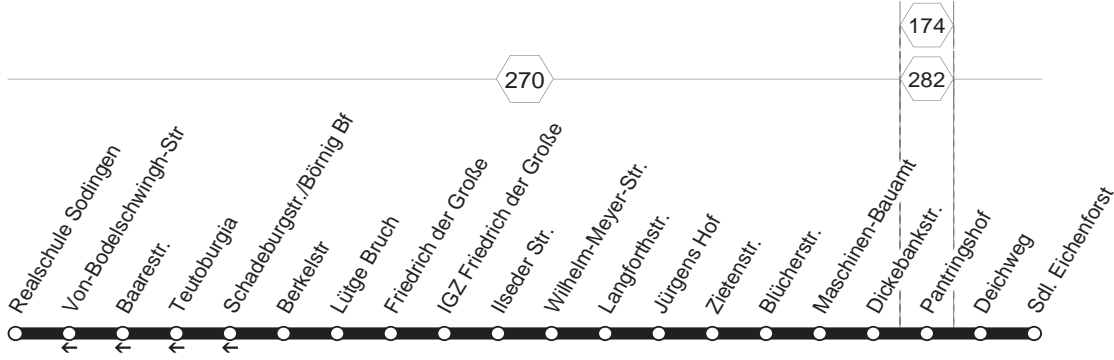 174
270
282
Realschule Sodingen
Von-Bodelschwingh-Str
Baarestr.
Teutoburgia
Schadeburgstr./Börnig Bf
Berkelstr
Lütge Bruch
Friedrich der Große
IGZ Friedrich der Große
Ilseder Str.
Wilhelm-Meyer-Str.
Langforthstr.
Jürgens Hof
Zietenstr.
Blücherstr.
Maschinen-Bauamt
Dickebankstr.
Pantringshof
Deichweg
Sdl. Eichenforst